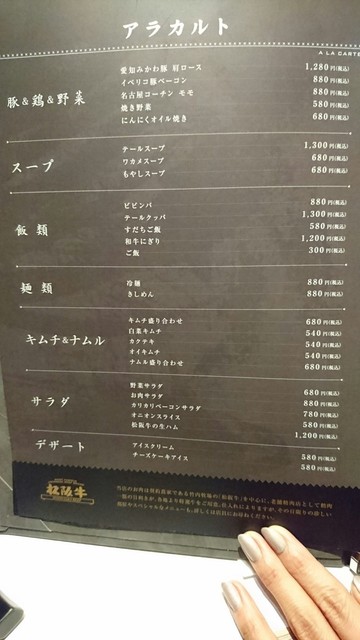 アラカルト
A LA CARTE
豚&鶏&野菜
愛知みかわ豚 肩ロース 1,280円(税込)
イベリコ豚ベーコン 880円(税込)
名古屋コーチン モモ 880円(税込)
焼き野菜 580円(税込)
にんにくオイル焼き 680円(税込)
スープ
テールスープ 1,300円(税込)
ワカメスープ 680円(税込)
もやしスープ 680円(税込)
飯類
ビビンバ 880円(税込)
テールクッパ 1,300円(税込)
すだちご飯 580円(税込)
和牛にぎり 1,200円(税込)
ご飯 300円(税込)
麺類
冷麺 880円(税込)
きしめん 880円(税込)
キムチ&ナムル
キムチ盛り合わせ 680円(税込)
白菜キムチ 540円(税込)
カクテキ 540円(税込)
オイキムチ 540円(税込)
ナムル盛り合わせ 680円(税込)
サラダ
野菜サラダ 680円(税込)
お肉サラダ 880円(税込)
カリカリベーコンサラダ 780円(税込)
オニオンスライス 580円(税込)
松阪牛の生ハム 1,200円(税込)
デザート
アイスクリーム 580円(税込)
チーズケーキアイス 580円(税込)
松阪牛